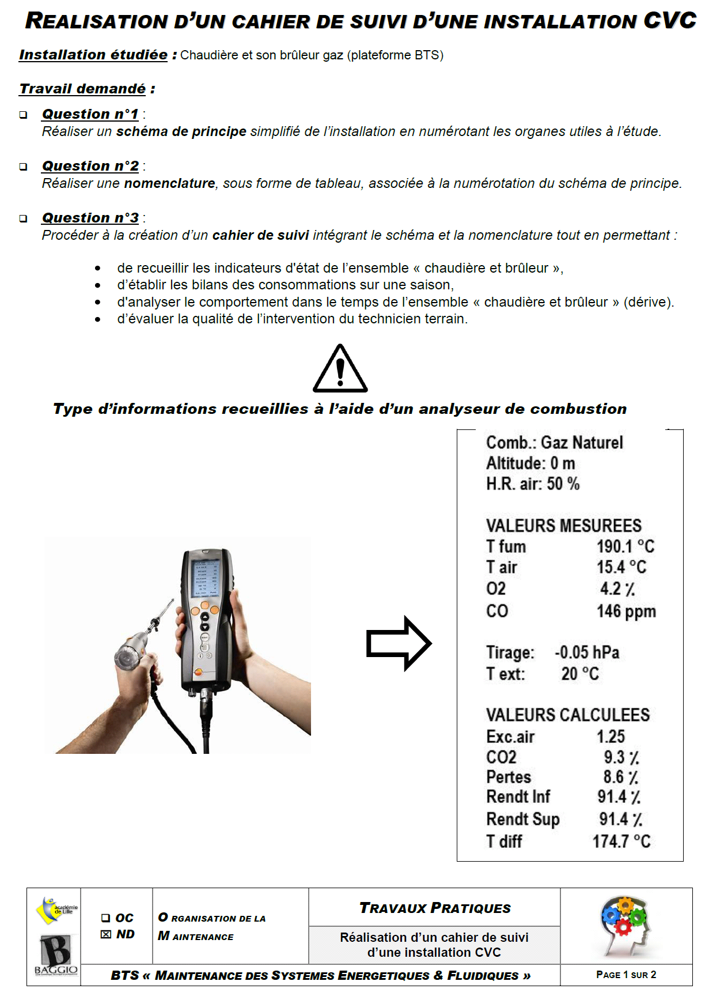 REALISATION D'UN CAHIER DE SUIVI D'UNE INSTALLATION CVC
Installation étudiée : Chaudière et son brûleur gaz (plateforme BTS)
Travail demandé :
❑ Question n°1 :
Réaliser un schéma de principe simplifié de l'installation en numérotant les organes utiles à l'étude.
❑ Question n°2 :
Réaliser une nomenclature, sous forme de tableau, associée à la numérotation du schéma de principe.
❑ Question n°3 :
Procéder à la création d'un cahier de suivi intégrant le schéma et la nomenclature tout en permettant :
• de recueillir les indicateurs d'état de l'ensemble « chaudière et brûleur »,
• d'établir les bilans des consommations sur une saison,
• d'analyser le comportement dans le temps de l'ensemble « chaudière et brûleur » (dérive).
• d'évaluer la qualité de l'intervention du technicien terrain.
Type d'informations recueillies à l'aide d'un analyseur de combustion
Comb.: Gaz Naturel
Altitude: 0 m
H.R. air: 50 %
VALEURS MESUREES
T fum 190.1 °C
T air 15.4 °C
O2 4.2 %
CO 146 ppm
Tirage: -0.05 hPa
T ext: 20 °C
VALEURS CALCULEES
Exc.air 1.25
CO2 9.3 %
Pertes 8.6 %
Rendt Inf 91.4 %
Rendt Sup 91.4 %
T diff 174.7 °C
académie
de Lille
BAGGIO
❑ OC
☒ ND
O RGANISATION DE LA
M AINTENANCE
TRAVAUX PRATIQUES
Réalisation d'un cahier de suivi
d'une installation CVC
BTS « MAINTENANCE DES SYSTEMES ENERGETIQUES & FLUIDIQUES »
PAGE 1 SUR 2